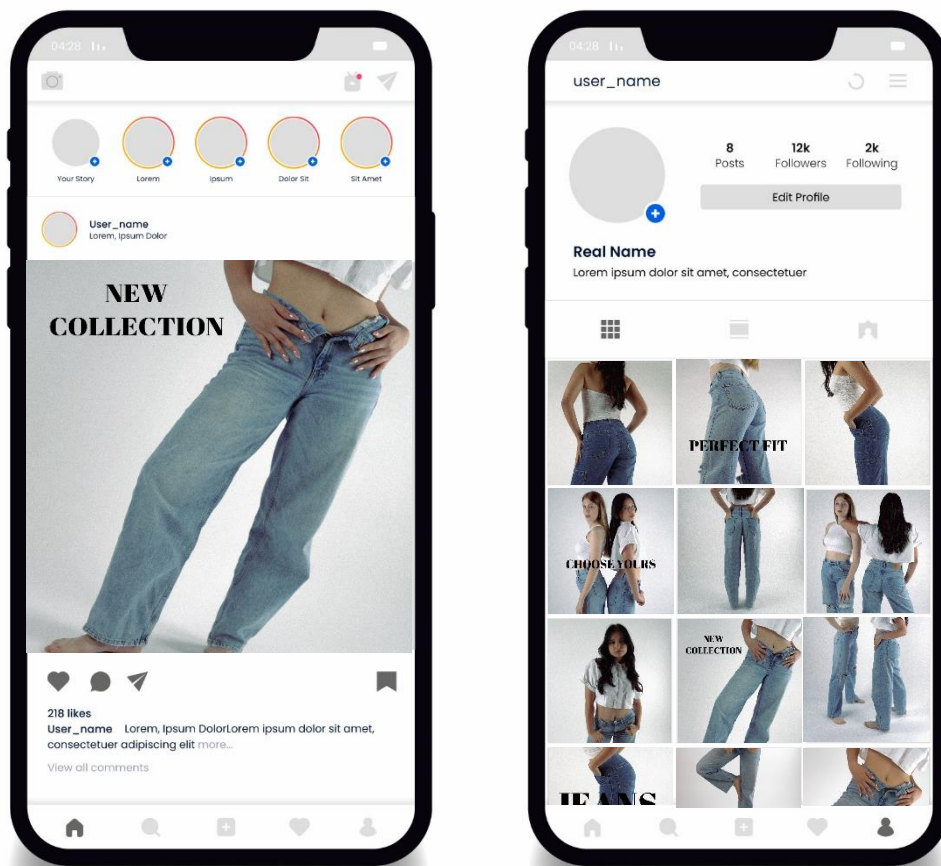 04:28
Your Story
Lorem
Ipsum
Dolor Sit
Sit Amet
User_name
Lorem, Ipsum Dolor
NEW
COLLECTION
218 likes
User_name Lorem, Ipsum DolorLorem ipsum dolor sit amet,
consectetuer adipiscing elit more...
View all comments
04:28
user_name
8 12k 2k
Posts Followers Following
Edit Profile
Real Name
Lorem ipsum dolor sit amet, consectetuer
PERFECT FIT
CHOOSE YOURS
NEW
COLLECTION
JEANS